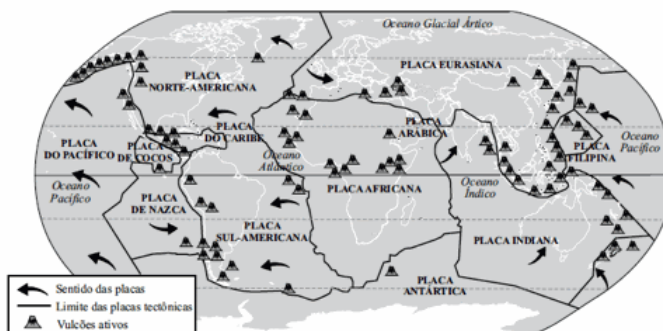 Oceano Glacial Ártico
PLACA
NORTE-AMERICANA
PLACA EURASIANA
PLACA
DO PACÍFICO
PLACA
DE COCOS
PLACA
DO CARIBE
Oceano
Atlântico
PLACA
ARÁBICA
PLACA
FILIPINA
Oceano
Pacífico
Oceano
Pacífico
PLACA
DE NAZCA
PLACA
SUL-AMERICANA
PLACA AFRICANA
Oceano
Índico
PLACA INDIANA
PLACA
ANTÁRTICA
Sentido das placas
Limite das placas tectônicas
Vulcões ativos